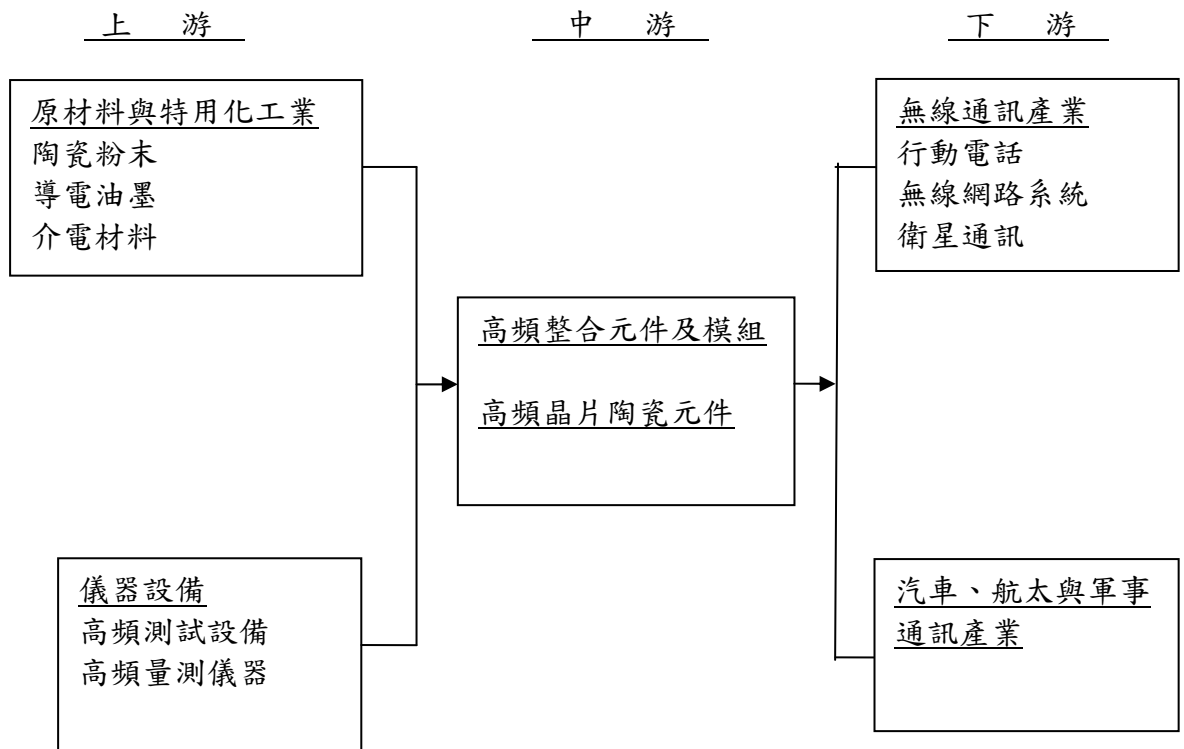 上 游
中 游
下 游
原材料與特用化工業
陶瓷粉末
導電油墨
介電材料
儀器設備
高頻測試設備
高頻量測儀器
高頻整合元件及模組
高頻晶片陶瓷元件
無線通訊產業
行動電話
無線網路系統
衛星通訊
汽車、航太與軍事
通訊產業